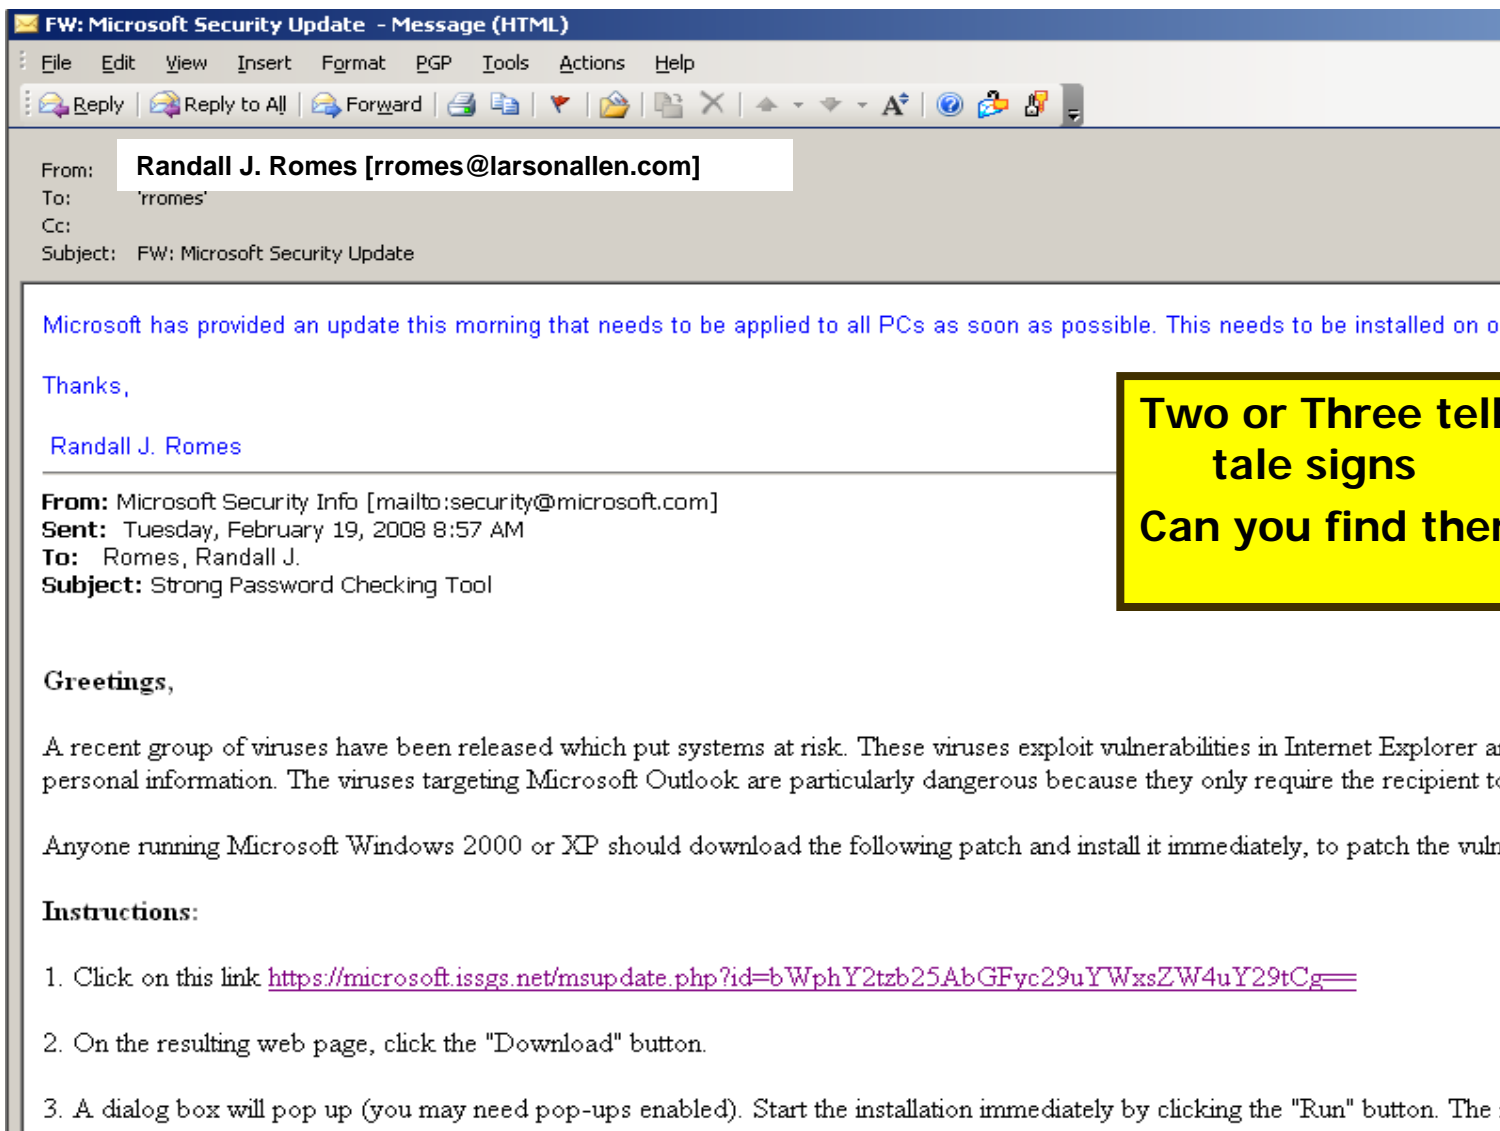 FW: Microsoft Security Update - Message (HTML)
File Edit View Insert Format PGP Tools Actions Help
Reply Reply to All Forward
From: Randall J. Romes [rromes@larsonallen.com]
To: 'rromes'
Cc:
Subject: FW: Microsoft Security Update
Microsoft has provided an update this morning that needs to be applied to all PCs as soon as possible. This needs to be installed on o
Thanks,
Randall J. Romes
Two or Three tell
tale signs
Can you find
From: Microsoft Security Info [mailto:security@microsoft.com]
Sent: Tuesday, February 19, 2008 8:57 AM
To: Romes, Randall J.
Subject: Strong Password Checking Tool
Greetings,
A recent group of viruses have been released which put systems at risk. These viruses exploit vulnerabilities in Internet Explorer
personal information. The viruses targeting Microsoft Outlook are particularly dangerous because they only require the recipient
Anyone running Microsoft Windows 2000 or XP should download the following patch and install it immediately, to patch the
Instructions:
1. Click on this link https://microsoft.issgs.net/msupdate.php?id=bWphY2tzb25AbGFyc29uYWxsZW4uY29tCg==
2. On the resulting web page, click the "Download" button.
3. A dialog box will pop up (you may need pop-ups enabled). Start the installation immediately by clicking the "Run" button. The